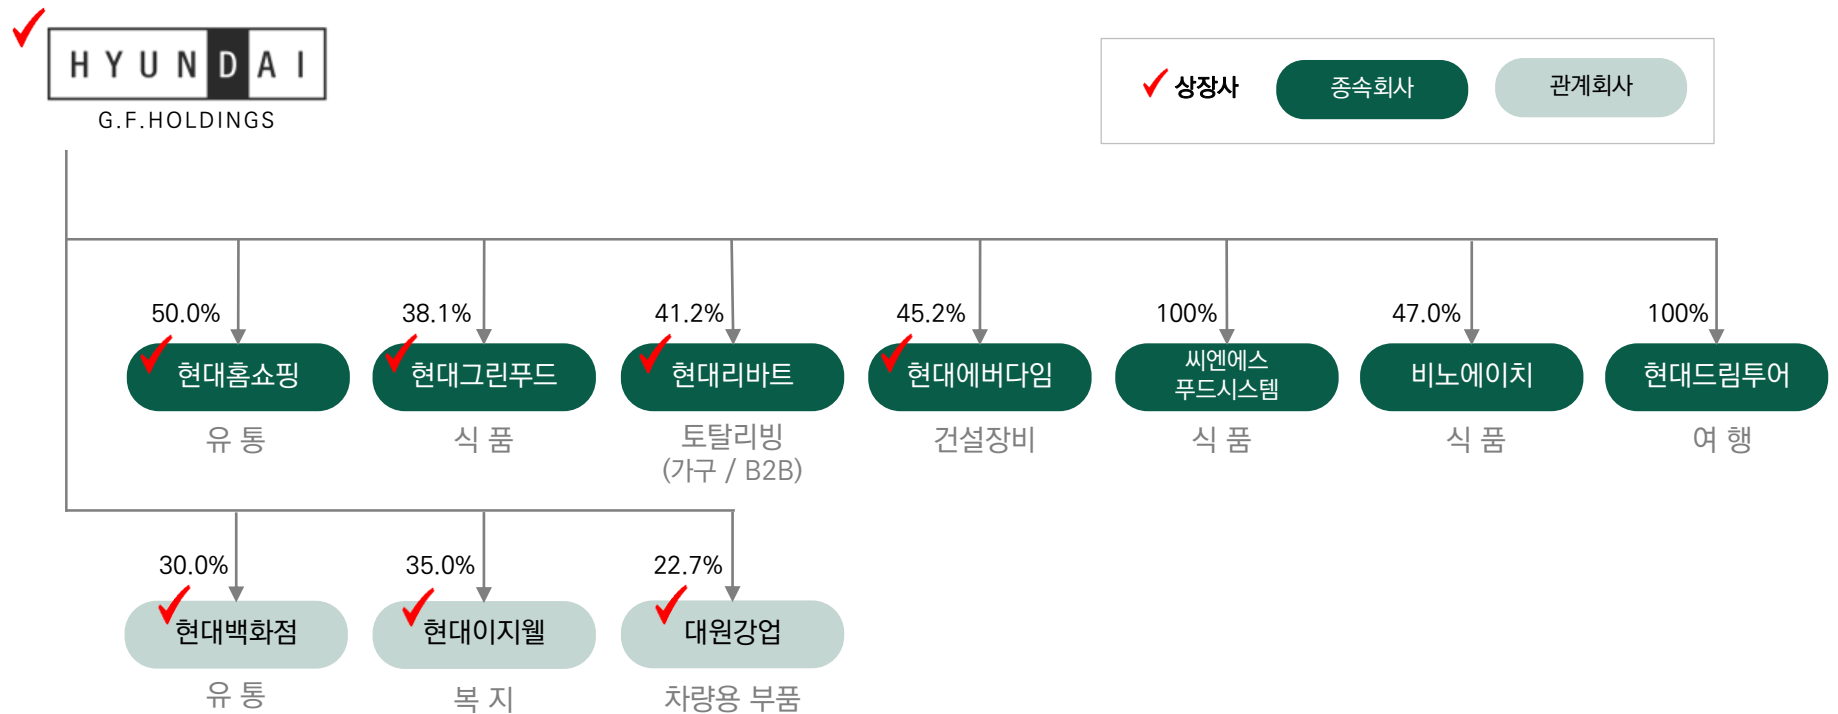 HYUNDAI
G.F.HOLDINGS
상장사 종속회사 관계회사
50.0% 38.1% 41.2% 45.2% 100% 47.0% 100%
현대홈쇼핑 현대그린푸드 현대리바트 현대에버다임 씨엔에스 비노에이치 현대드림투어
푸드시스템
유 통 식 품 토탈리빙 건설장비 식 품 식 품 여 행
(가구 / B2B)
30.0% 35.0% 22.7%
현대백화점 현대이지웰 대원강업
유 통 복 지 차량용 부품